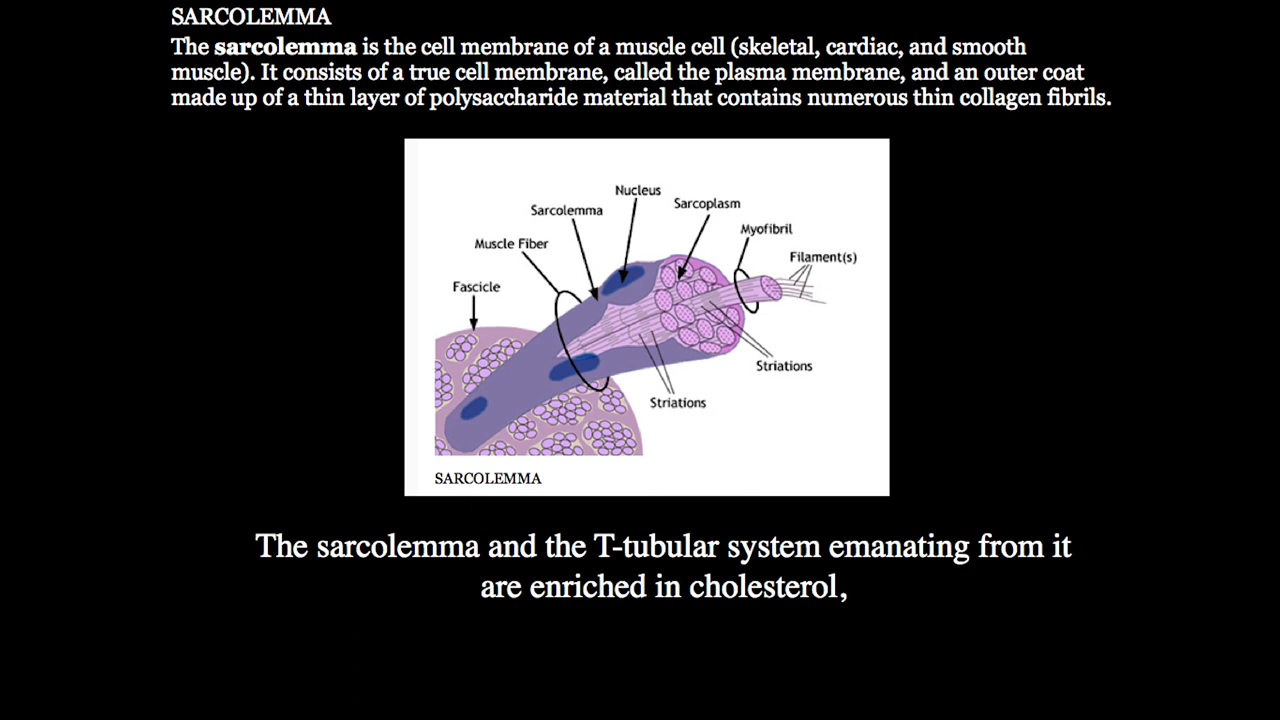 SARCOLEMMA
The sarcolemma is the cell membrane of a muscle cell (skeletal, cardiac, and smooth
muscle). It consists of a true cell membrane, called the plasma membrane, and an outer coat
made up of a thin layer of polysaccharide material that contains numerous thin collagen fibrils.
Nucleus
Sarcoplasm
Sarcolemma
Myofibril
Muscle Fiber
Filament(s)
Fascicle
Striations
Striations
SARCOLEMMA
The sarcolemma and the T-tubular system emanating from it
are enriched in cholesterol,